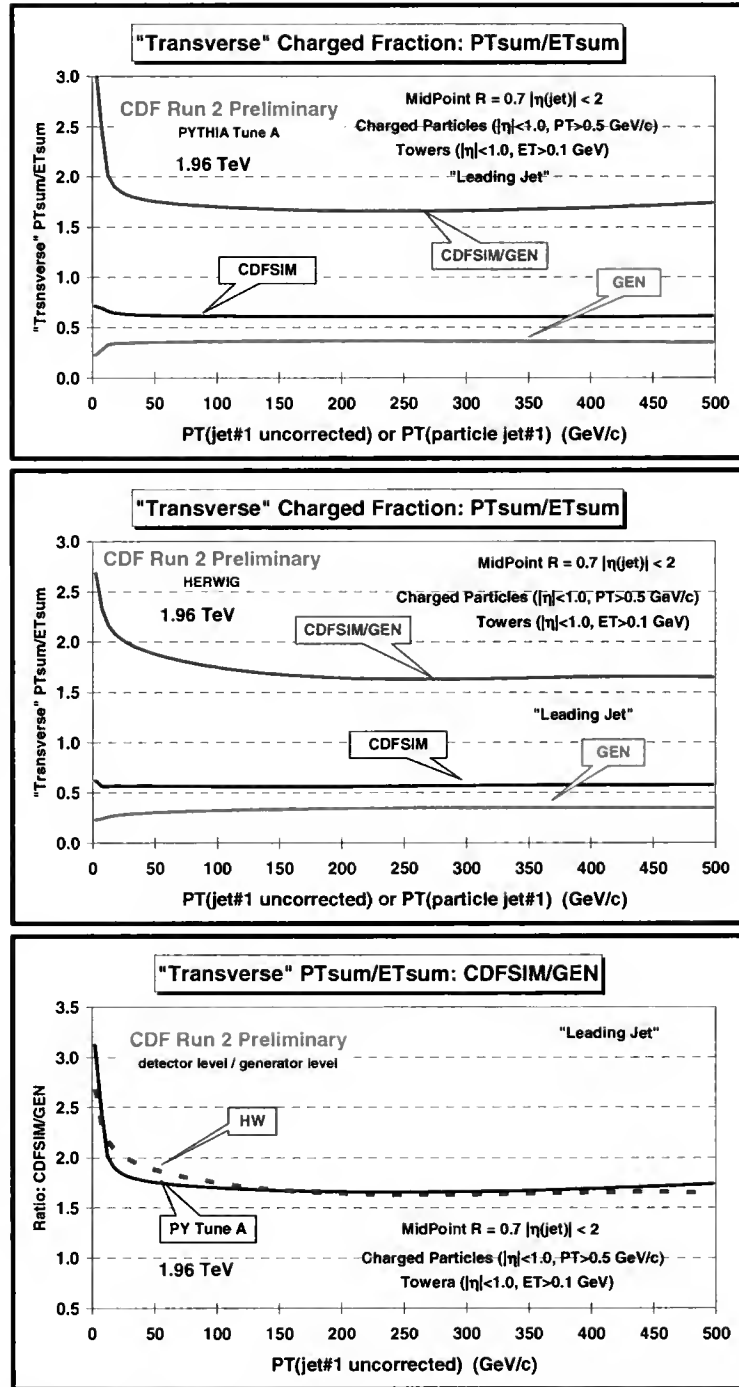 "Transverse" Charged Fraction: PTsum/ETsum
3.0
2.5
2.0
1.5
1.0
0.5
0.0
"Trsnsverse" PTsum/ETsum
CDF Run 2 Preliminary
PYTHIA Tune A
1.96 TeV
MidPoint R = 0.7 |η(jet)| < 2
Charged Particles (|η|<1.0, PT>0.5 GeV/c)
Towers (|η|<1.0, ET>0.1 GeV)
"Leading Jet"
CDFSIM/GEN
CDFSIM
GEN
0 50 100 150 200 250 300 350 400 450 500
PT(jet#1 uncorrected) or PT(particle jet#1) (GeV/c)
"Transverse" Charged Fraction: PTsum/ETsum
3.0
2.5
2.0
1.5
1.0
0.5
0.0
"Transverse" PTsum/ETsum
CDF Run 2 Preliminary
HERWIG
1.96 TeV
MidPoint R = 0.7 |η(jet)| < 2
Charged Particles (|η|<1.0, PT>0.5 GaV/c)
Towers (|η|<1.0, ET>0.1 GaV)
CDFSIM/GEN
"Leading Jet"
CDFSIM
GEN
0 50 100 150 200 250 300 350 400 450 500
PT(jet#1 uncorrected) or PT(particle jet#1) (GeV/c)
"Transverse" PTsum/ETsum: CDFSIM/GEN
3.5
3.0
2.5
2.0
1.5
1.0
0.5
Ratio: CDFSIM/GEN
CDF Run 2 Preliminary
detector level / generator level
"Leading Jet"
HW
PY Tune A
1.96 TeV
MidPoint R = 0.7 |η(jet)| < 2
Charged Particles (|η|<1.0, PT>0.5 GeV/c)
Towera (|η|<1.0, ET>0.1 GeV)
0 50 100 150 200 250 300 350 400 450 500
PT(jet#1 uncorrected) (GeV/c)